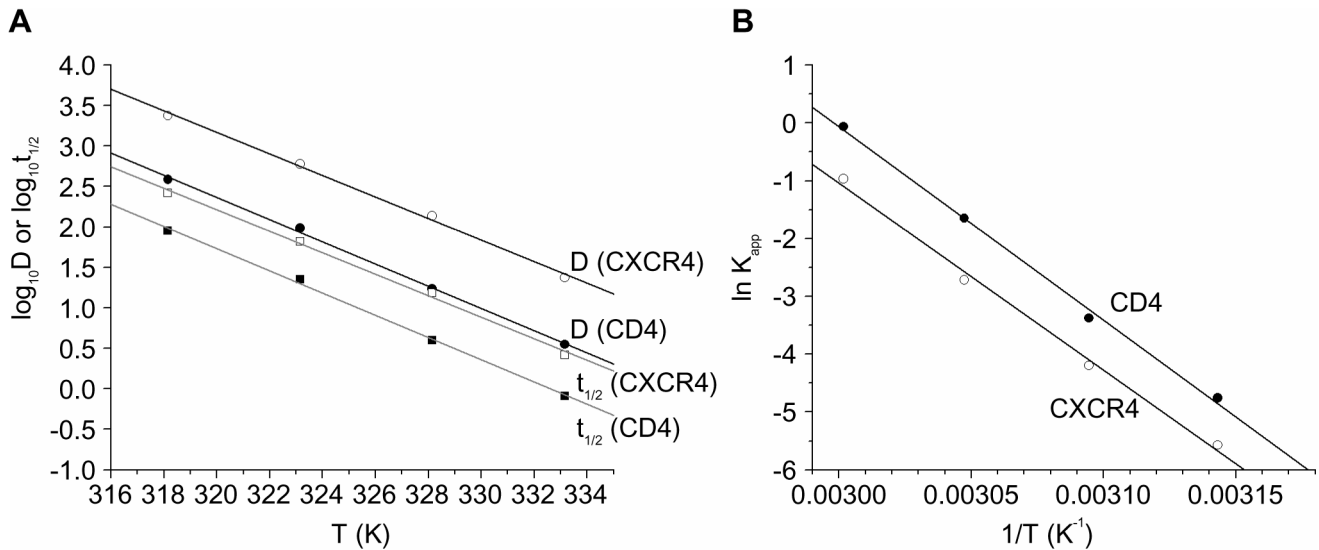 A
log₁₀D or log₁₀t₁/₂
4.0
3.5
3.0
2.5
2.0
1.5
1.0
0.5
0.0
-0.5
-1.0
316 318 320 322 324 326 328 330 332 334
T (K)
D (CXCR4)
D (CD4)
t₁/₂ (CXCR4)
t₁/₂ (CD4)
B
ln Kₐₚₚ
1
0
-1
-2
-3
-4
-5
-6
0.00300 0.00305 0.00310 0.00315
1/T (K⁻¹)
CD4
CXCR4